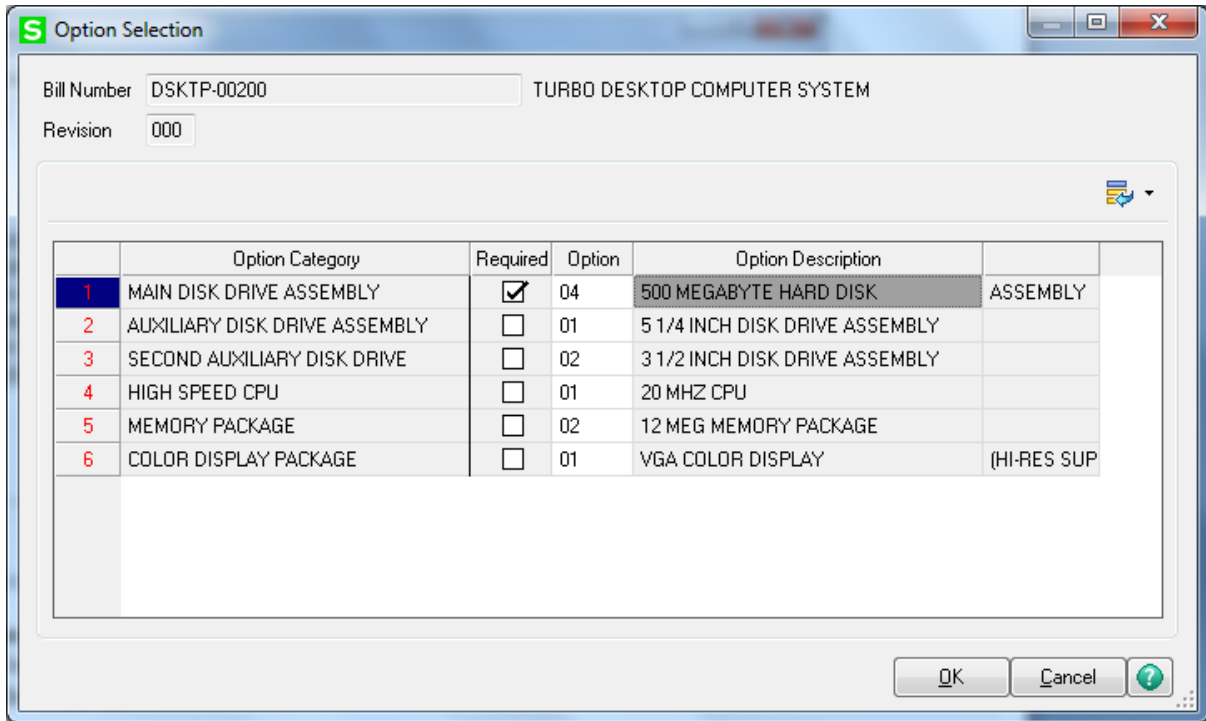 S Option Selection
Bill Number DSKTP-00200 TURBO DESKTOP COMPUTER SYSTEM
Revision 000
Option Category Required Option Option Description
1 MAIN DISK DRIVE ASSEMBLY 04 500 MEGABYTE HARD DISK ASSEMBLY
2 AUXILIARY DISK DRIVE ASSEMBLY 01 5 1/4 INCH DISK DRIVE ASSEMBLY
3 SECOND AUXILIARY DISK DRIVE 02 3 1/2 INCH DISK DRIVE ASSEMBLY
4 HIGH SPEED CPU 01 20 MHZ CPU
5 MEMORY PACKAGE 02 12 MEG MEMORY PACKAGE
6 COLOR DISPLAY PACKAGE 01 VGA COLOR DISPLAY (HI-RES SUP
OK Cancel ?